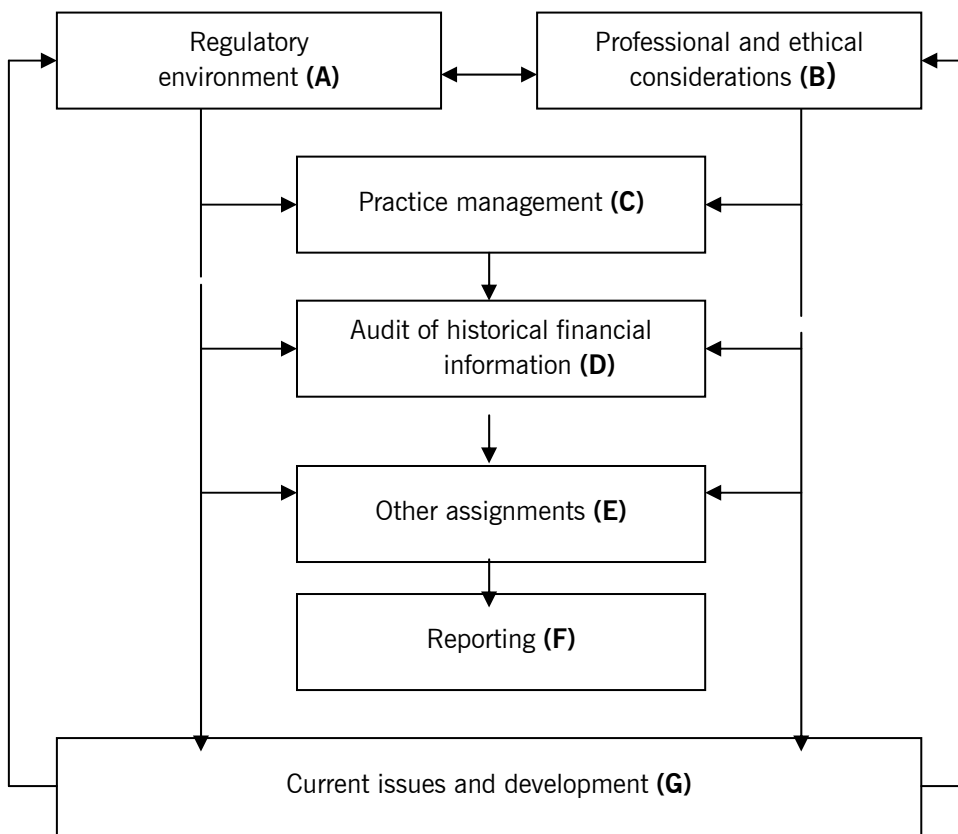 Regulatory
environment (A)
Professional and ethical
considerations (B)
Practice management (C)
Audit of historical financial
information (D)
Other assignments (E)
Reporting (F)
Current issues and development (G)